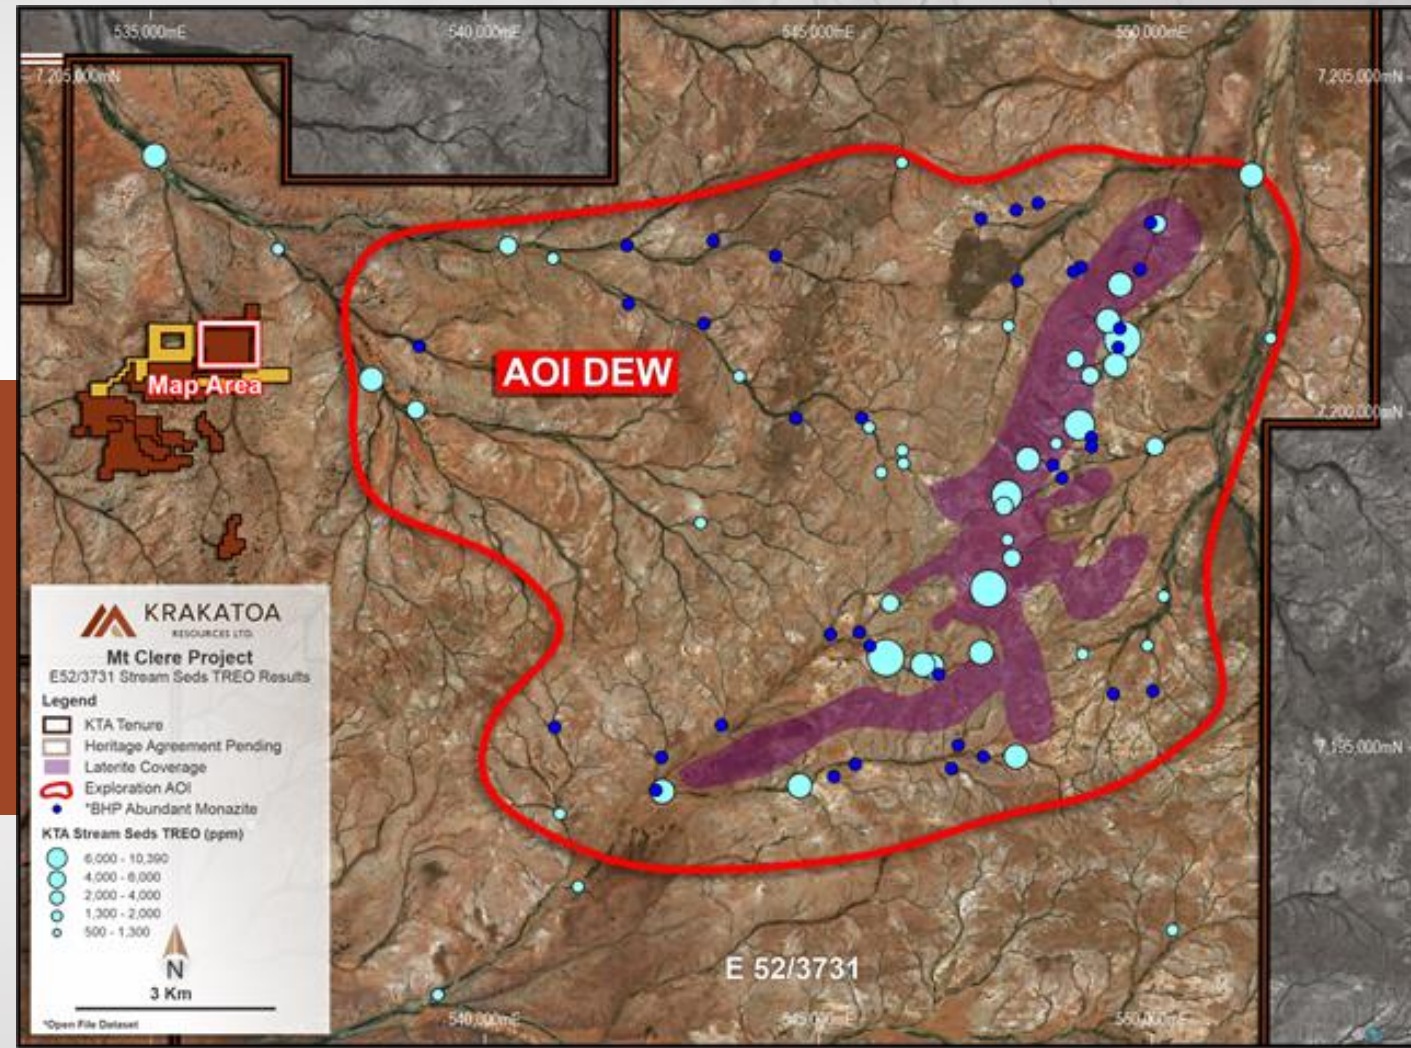 535,000mE
540,000mE
545,000mE
550,000mE
7,205,000mN
7,205,000mN
AOI DEW
Map Area
7,200,000mN
KRAKATOA
RESOURCES LTD.
Mt Clere Project
E52/3731 Stream Seds TREO Results
Legend
KTA Tenure
Heritage Agreement Pending
Laterite Coverage
Exploration AOI
*BHP Abundant Monazite
KTA Stream Seds TREO (ppm)
6,000 - 10,390
4,000 - 6,000
2,000 - 4,000
1,300 - 2,000
500 - 1,300
N
3 Km
*Open File Dataset
7,195,000mN
E 52/3731
540,000mE
545,000mE
550,000mE